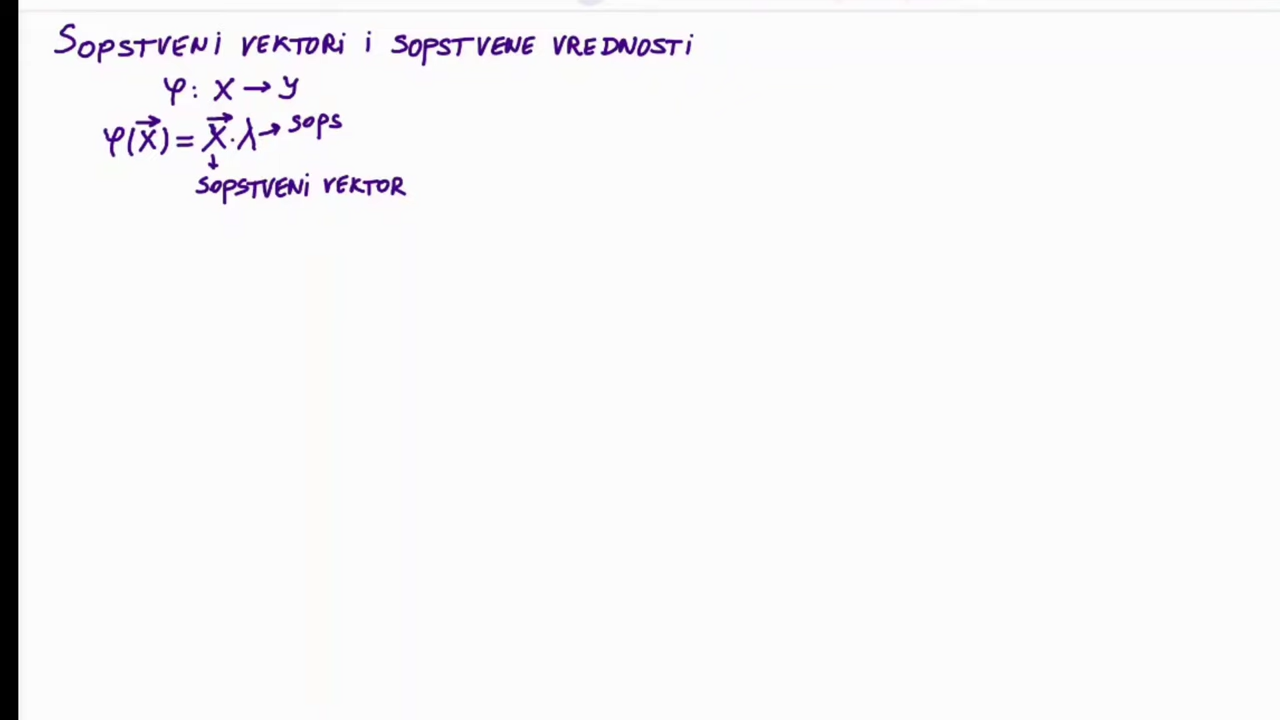 Sopstveni vektori i sopstvene vrednosti
φ: X → Y
φ(x⃗) = x⃗ · λ → sops
↓
sopstveni vektor